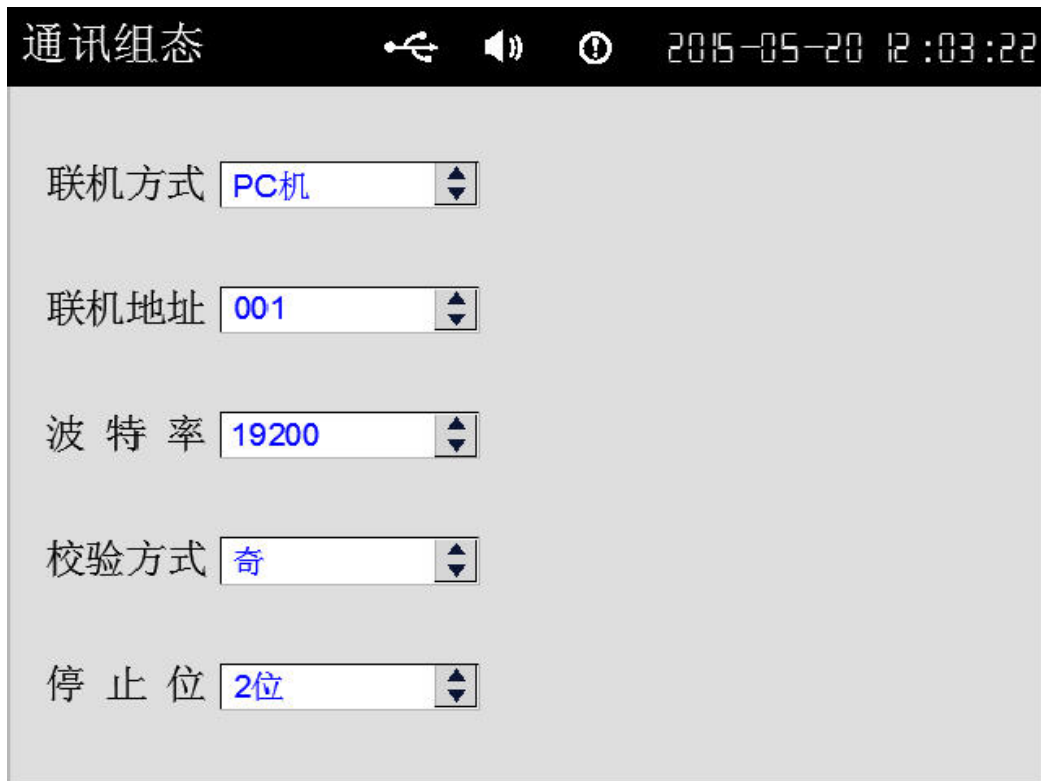 通讯组态 2015-05-20 12:03:22
联机方式 PC机
联机地址 001
波特率 19200
校验方式 奇
停止位 2位